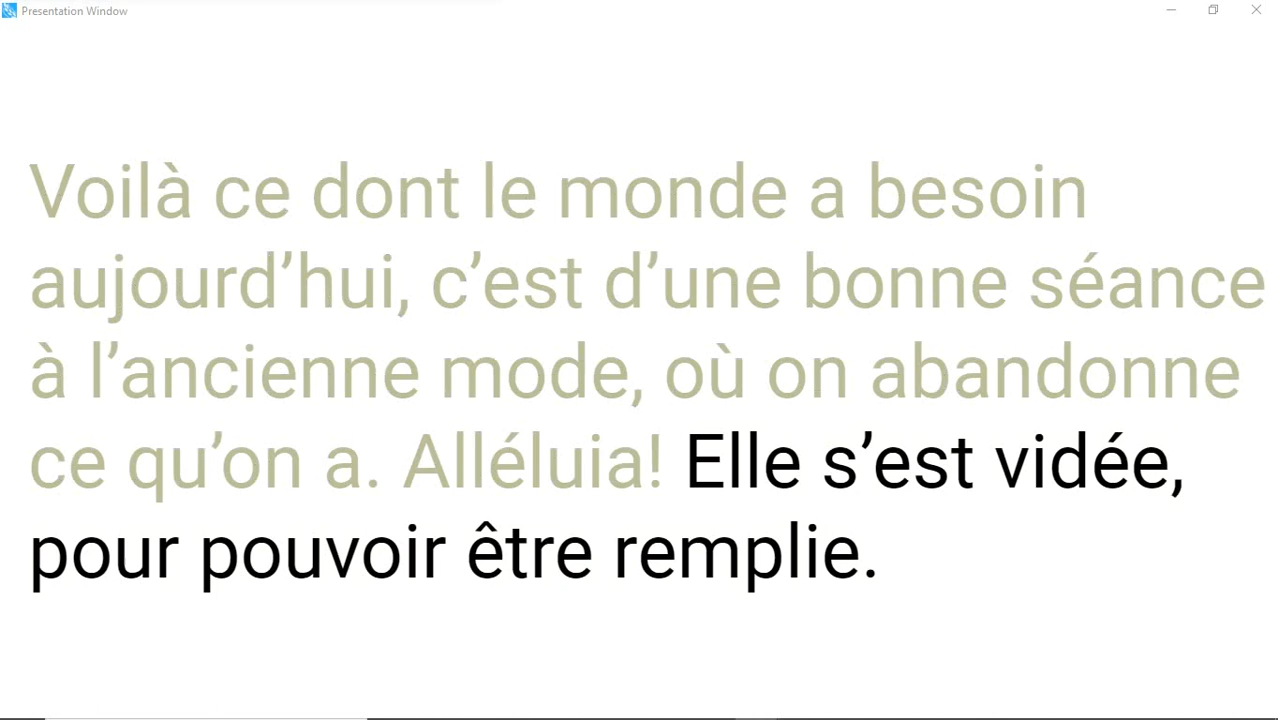 Presentation Window
Voilà ce dont le monde a besoin
aujourd’hui, c’est d’une bonne séance
à l’ancienne mode, où on abandonne
ce qu’on a. Alléluia! Elle s’est vidée,
pour pouvoir être remplie.